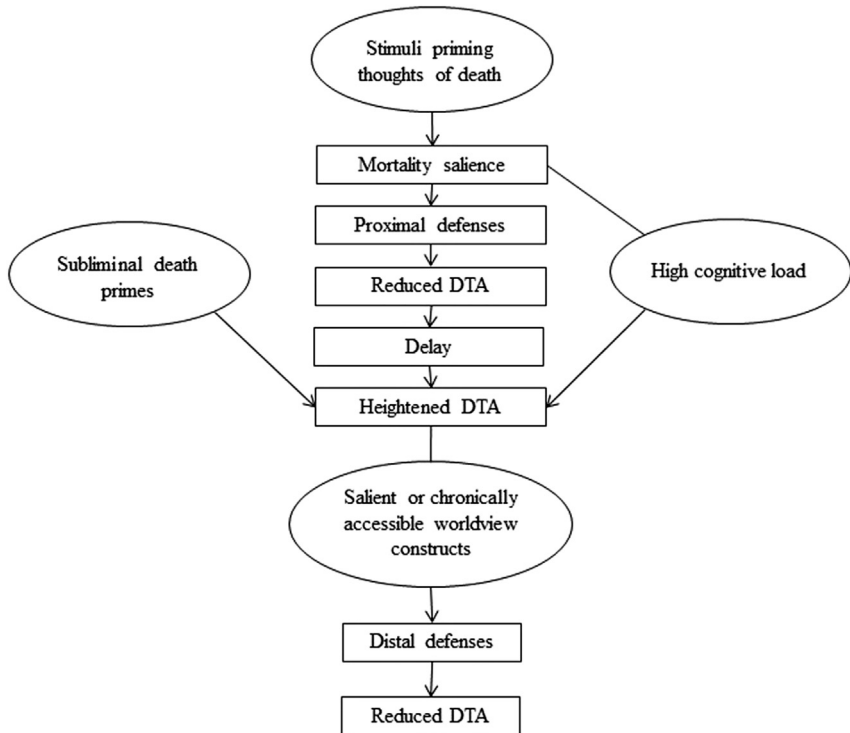 Stimuli priming
thoughts of death
Mortality salience
Proximal defenses
Subliminal death
primes
High cognitive load
Reduced DTA
Delay
Heightened DTA
Salient or chronically
accessible worldview
constructs
Distal defenses
Reduced DTA